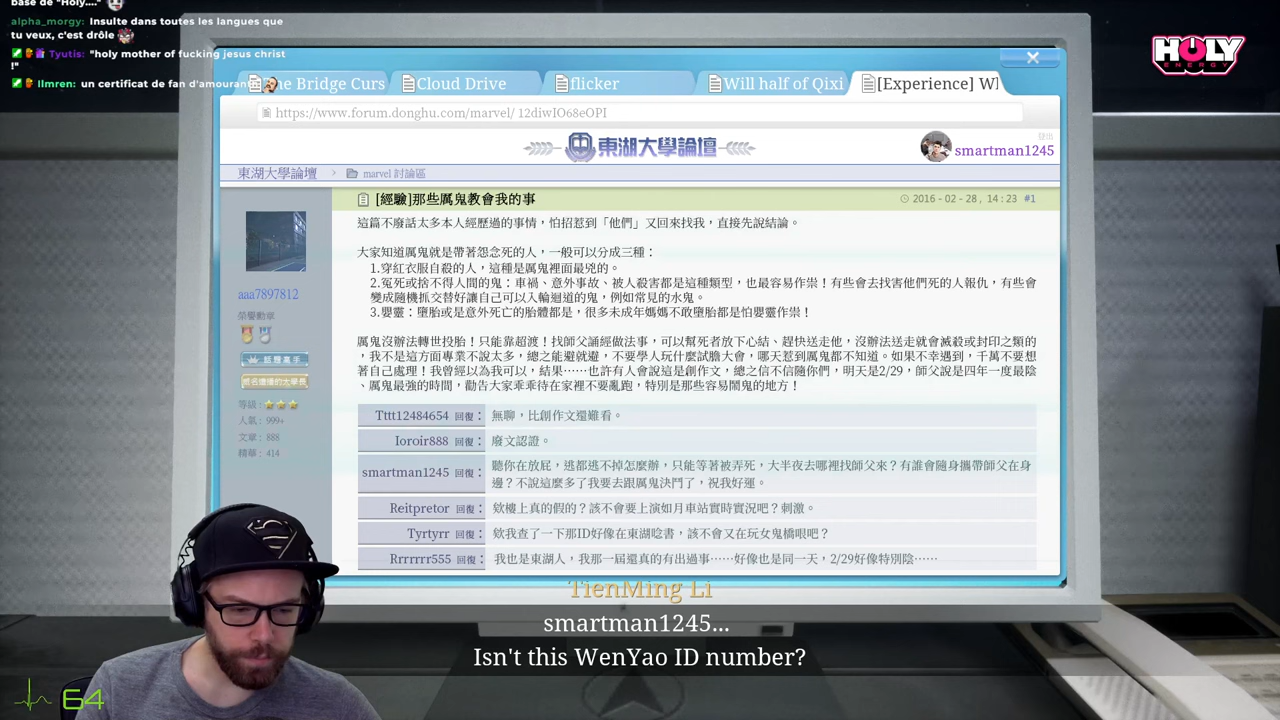 base de "Holy...."
alpha_morgy: Insulte dans toutes les langues que
tu veux, c'est drôle
Tyutis: "holy mother of fucking jesus christ
!"
Ilmren: un certificat de fan d'amourant
HOLY
ENERGY
he Bridge Curs
Cloud Drive
flicker
Will half of Qixi
[Experience] Wl
https://www.forum.donghu.com/marvel/ 12diwIO68eOPI
東湖大學論壇
登出
smartman1245
東湖大學論壇 › marvel 討論區
[經驗]那些厲鬼教會我的事
2016 - 02 - 28 , 14 : 23 #1
這篇不廢話太多本人經歷過的事情，怕招惹到「他們」又回來找我，直接先說結論。
大家知道厲鬼就是帶著怨念死的人，一般可以分成三種：
1.穿紅衣服自殺的人，這種是厲鬼裡面最兇的。
2.冤死或捨不得人間的鬼：車禍、意外事故、被人殺害都是這種類型，也最容易作祟！有些會去找害他們死的人報仇，有些會
變成隨機抓交替好讓自己可以入輪迴道的鬼，例如常見的水鬼。
3.嬰靈：墮胎或是意外死亡的胎體都是，很多未成年媽媽不敢墮胎都是怕嬰靈作祟！
厲鬼沒辦法轉世投胎！只能靠超渡！找師父誦經做法事，可以幫死者放下心結、趕快送走他，沒辦法送走就會滅殺或封印之類的
，我不是這方面專業不說太多，總之能避就避，不要學人玩什麼試膽大會，哪天惹到厲鬼都不知道。如果不幸遇到，千萬不要想
著自己處理！我曾經以為我可以，結果⋯⋯也許有人會說這是創作文，總之信不信隨你們，明天是2/29，師父說是四年一度最陰
、厲鬼最強的時間，勸告大家乖乖待在家裡不要亂跑，特別是那些容易鬧鬼的地方！
aaa7897812
榮譽勳章
話題高手
等級：
人氣： 999+
文章： 888
精華： 414
Tttt12484654 回復： 無聊，比創作文還難看。
Ioroir888 回復： 廢文認證。
smartman1245 回復： 聽你在放屁，逃都逃不掉怎麼辦，只能等著被弄死，大半夜去哪裡找師父來？有誰會隨身攜帶師父在身
邊？不說這麼多了我要去跟厲鬼決鬥了，祝我好運。
Reitpretor 回復： 欸樓上真的假的？該不會要上演如月車站實時實況吧？刺激。
Tyrtyrr 回復： 欸我查了一下那ID好像在東湖唸書，該不會又在玩女鬼橋哏吧？
Rrrrrrr555 回復： 我也是東湖人，我那一屆還真的有出過事⋯⋯好像也是同一天，2/29好像特別陰⋯⋯
TienMing Li
smartman1245...
Isn't this WenYao ID number?
64